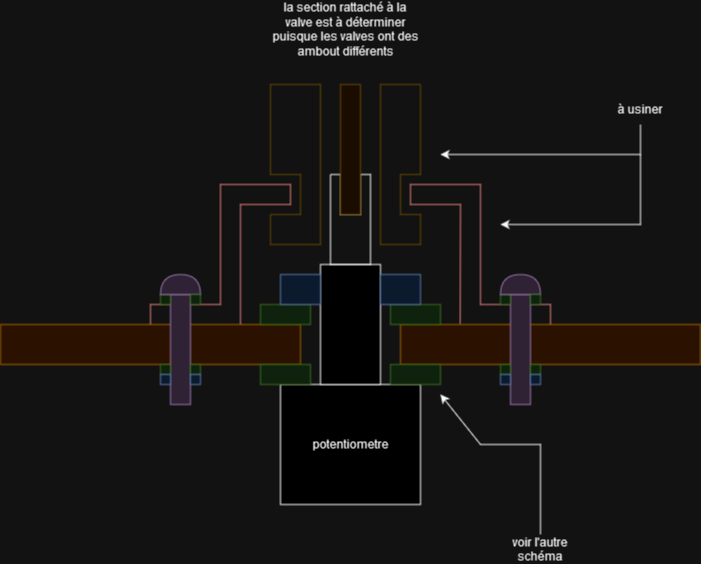 la section rattaché à la
valve est à déterminer
puisque les valves ont des
ambout différents
à usiner
potentiometre
voir l'autre
schéma